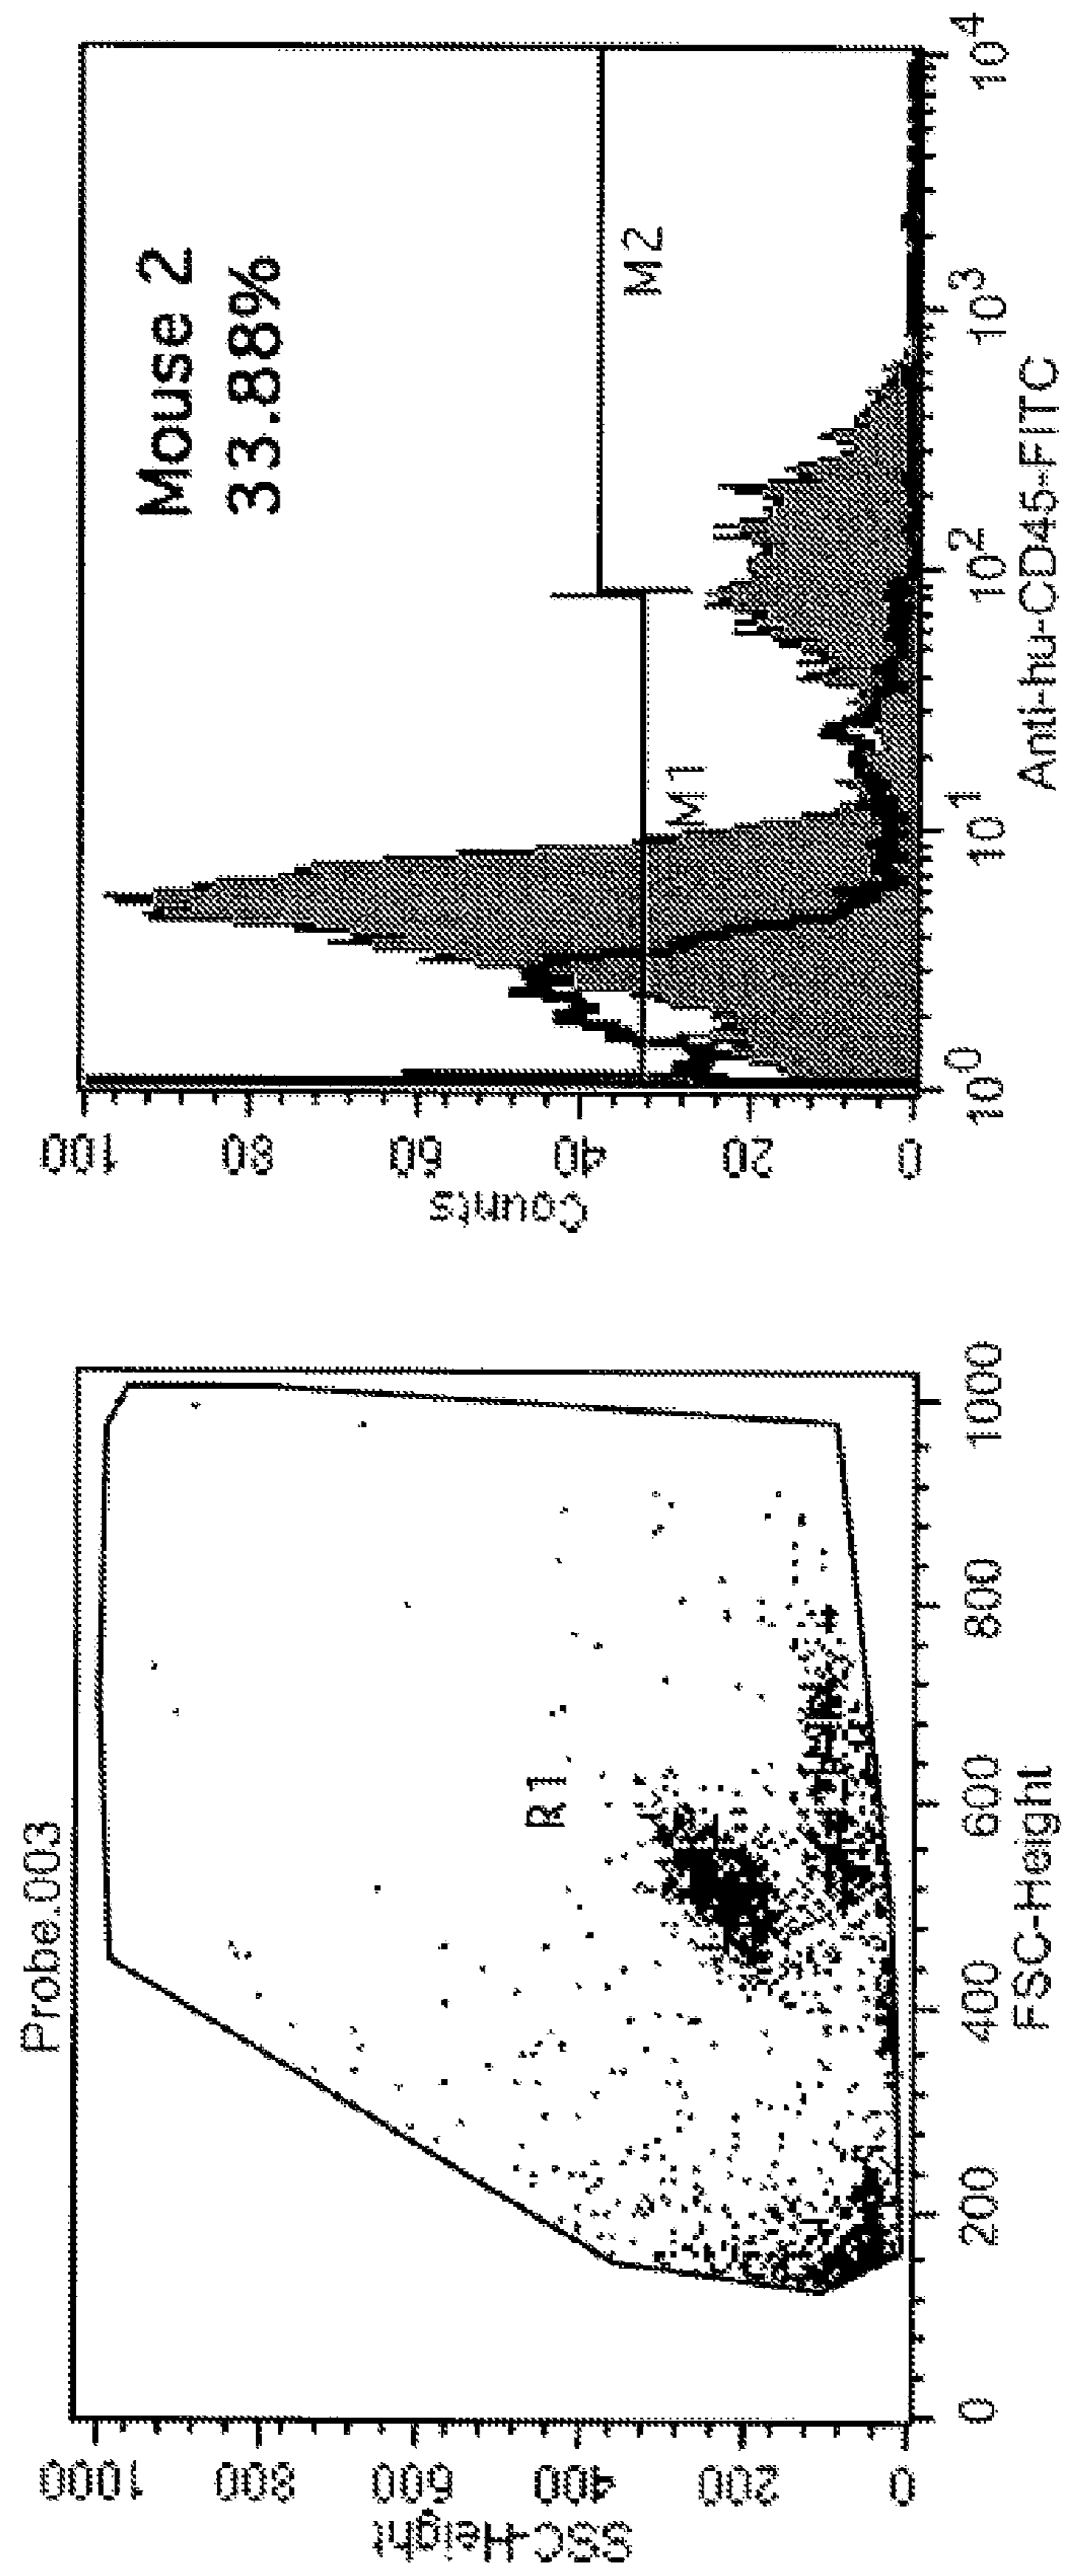 Probe.003
SSC-Height
1000
800
600
400
200
0
R1
0
200
400
600
800
1000
FSC-Height
Mouse 2
33.88%
Counts
100
80
60
40
20
0
M1
M2
10^0
10^1
10^2
10^3
10^4
Anti-hu-CD45-FITC